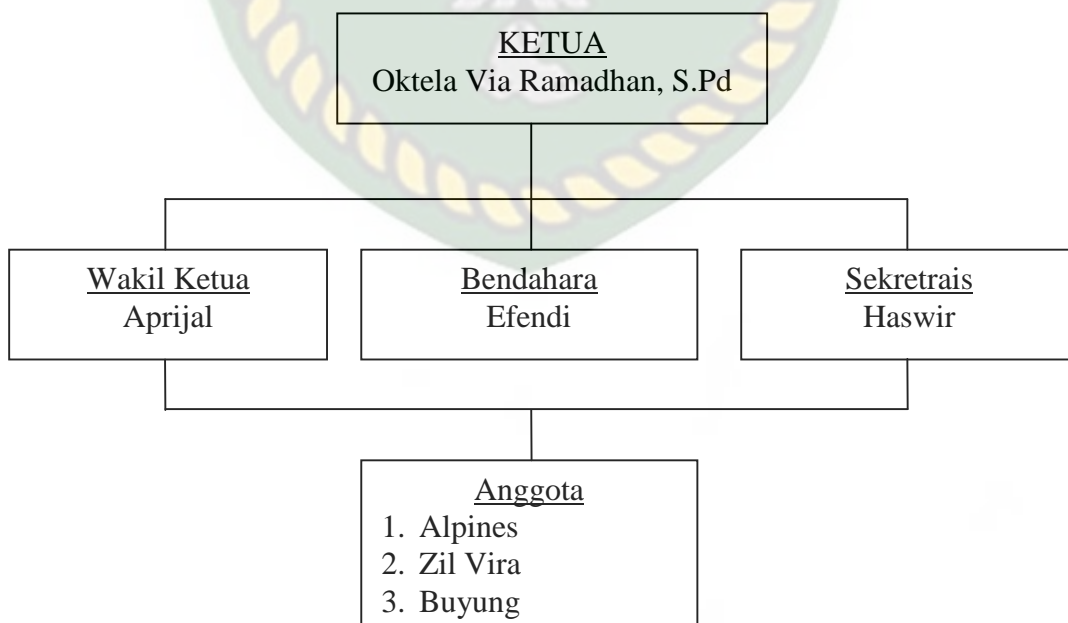 KETUA
Oktela Via Ramadhan, S.Pd
Wakil Ketua
Aprijal
Bendahara
Efendi
Sekretrais
Haswir
Anggota
1. Alpines
2. Zil Vira
3. Buyung